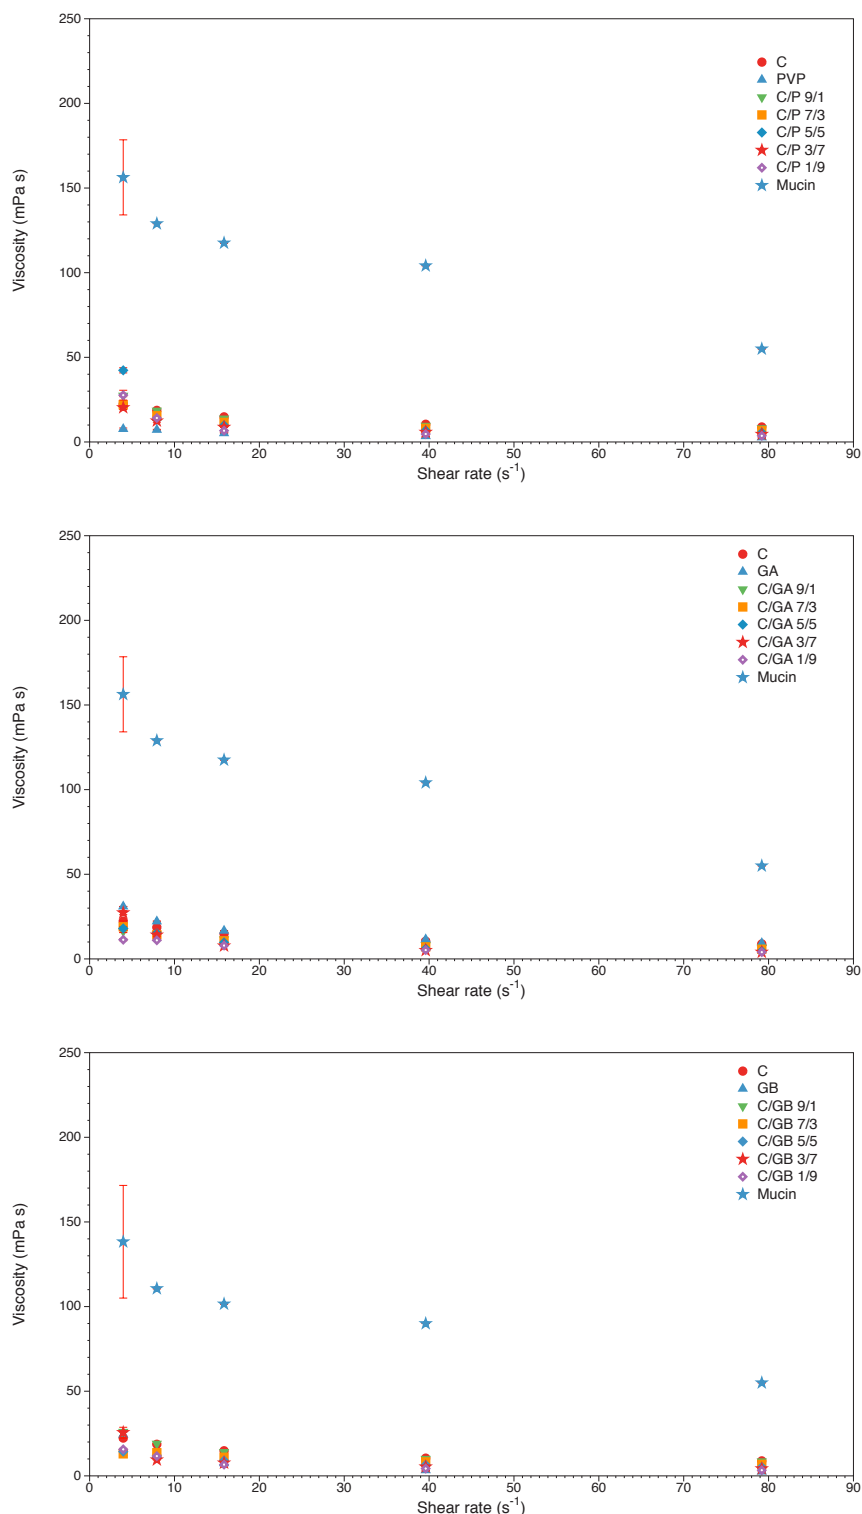 250
200
150
100
50
0
Viscosity (mPa s)
C
PVP
C/P 9/1
C/P 7/3
C/P 5/5
C/P 3/7
C/P 1/9
Mucin
0 10 20 30 40 50 60 70 80 90
Shear rate (s⁻¹)
250
200
150
100
50
0
Viscosity (mPa s)
C
GA
C/GA 9/1
C/GA 7/3
C/GA 5/5
C/GA 3/7
C/GA 1/9
Mucin
0 10 20 30 40 50 60 70 80 90
Shear rate (s⁻¹)
250
200
150
100
50
0
Viscosity (mPa s)
C
GB
C/GB 9/1
C/GB 7/3
C/GB 5/5
C/GB 3/7
C/GB 1/9
Mucin
0 10 20 30 40 50 60 70 80 90
Shear rate (s⁻¹)